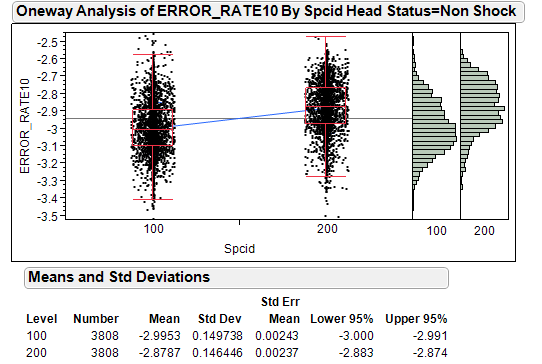 Oneway Analysis of ERROR_RATE10 By Spcid Head Status=Non Shock
-2.5
-2.6
-2.7
-2.8
-2.9
-3
-3.1
-3.2
-3.3
-3.4
-3.5
ERROR_RATE10
100 200 100 200
Spcid
Means and Std Deviations
Std Err
Level Number Mean Std Dev Mean Lower 95% Upper 95%
100 3808 -2.9953 0.149738 0.00243 -3.000 -2.991
200 3808 -2.8787 0.146446 0.00237 -2.883 -2.874